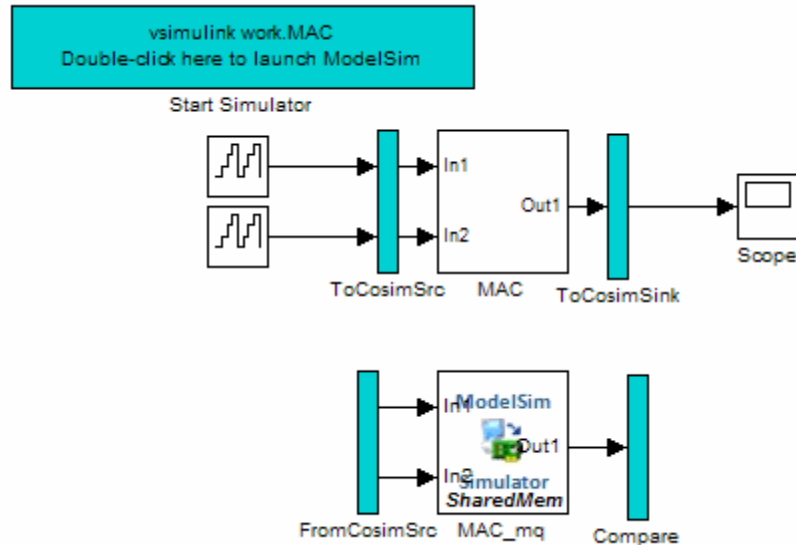 vsimulink work.MAC
Double-click here to launch ModelSim
Start Simulator
In1
In2
Out1
ToCosimSrc
MAC
ToCosimSink
Scope
In1
In2
ModelSim
Simulator
Out1
SharedMem
FromCosimSrc
MAC_mq
Compare